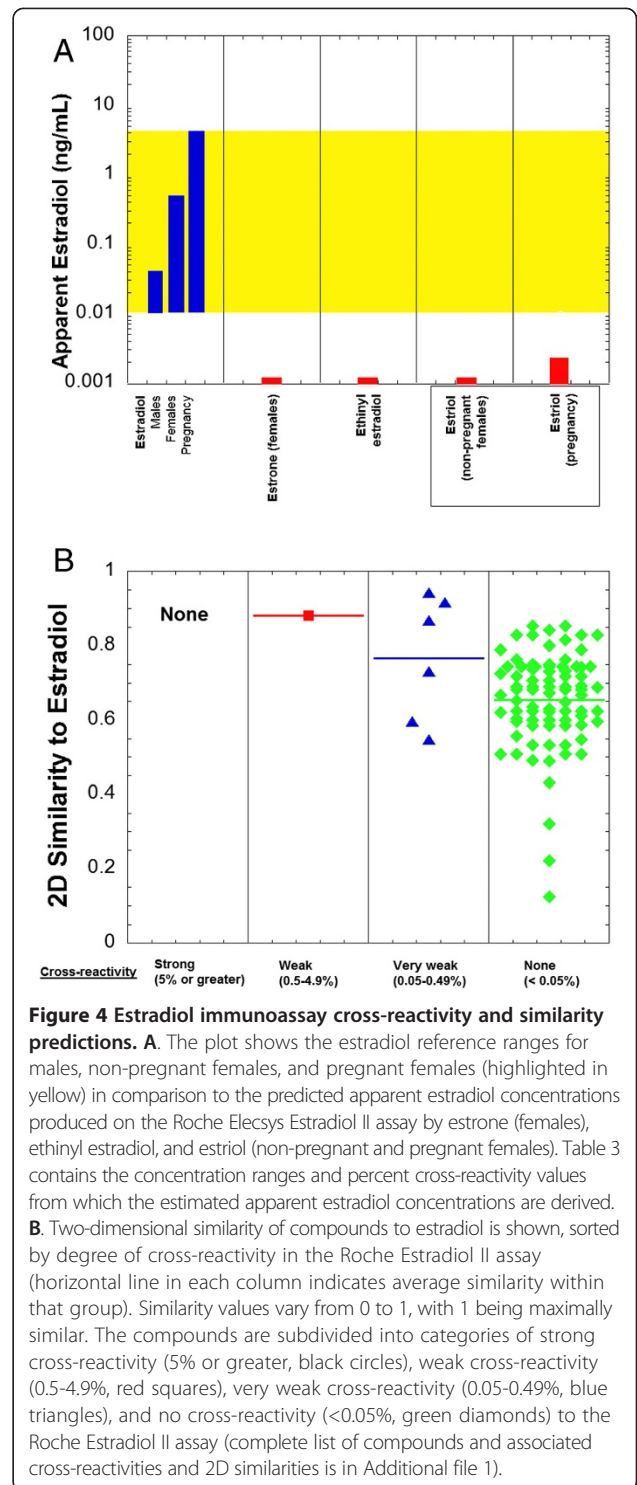 A
Apparent Estradiol (ng/mL)
100
10
1
0.1
0.01
0.001
Estradiol
Males
Females
Pregnancy
Estrone (females)
Ethinyl
estradiol
Estriol
(non-pregnant
females)
Estriol
(pregnancy)
B
2D Similarity to Estradiol
1
0.8
0.6
0.4
0.2
0
None
Cross-reactivity
Strong
(5% or greater)
Weak
(0.5-4.9%)
Very weak
(0.05-0.49%)
None
(< 0.05%)
Figure 4 Estradiol immunoassay cross-reactivity and similarity
predictions. A. The plot shows the estradiol reference ranges for
males, non-pregnant females, and pregnant females (highlighted in
yellow) in comparison to the predicted apparent estradiol concentrations
produced on the Roche Elecsys Estradiol II assay by estrone (females),
ethinyl estradiol, and estriol (non-pregnant and pregnant females). Table 3
contains the concentration ranges and percent cross-reactivity values
from which the estimated apparent estradiol concentrations are derived.
B. Two-dimensional similarity of compounds to estradiol is shown, sorted
by degree of cross-reactivity in the Roche Estradiol II assay
(horizontal line in each column indicates average similarity within
that group). Similarity values vary from 0 to 1, with 1 being maximally
similar. The compounds are subdivided into categories of strong
cross-reactivity (5% or greater, black circles), weak cross-reactivity
(0.5-4.9%, red squares), very weak cross-reactivity (0.05-0.49%, blue
triangles), and no cross-reactivity (<0.05%, green diamonds) to the
Roche Estradiol II assay (complete list of compounds and associated
cross-reactivities and 2D similarities is in Additional file 1).